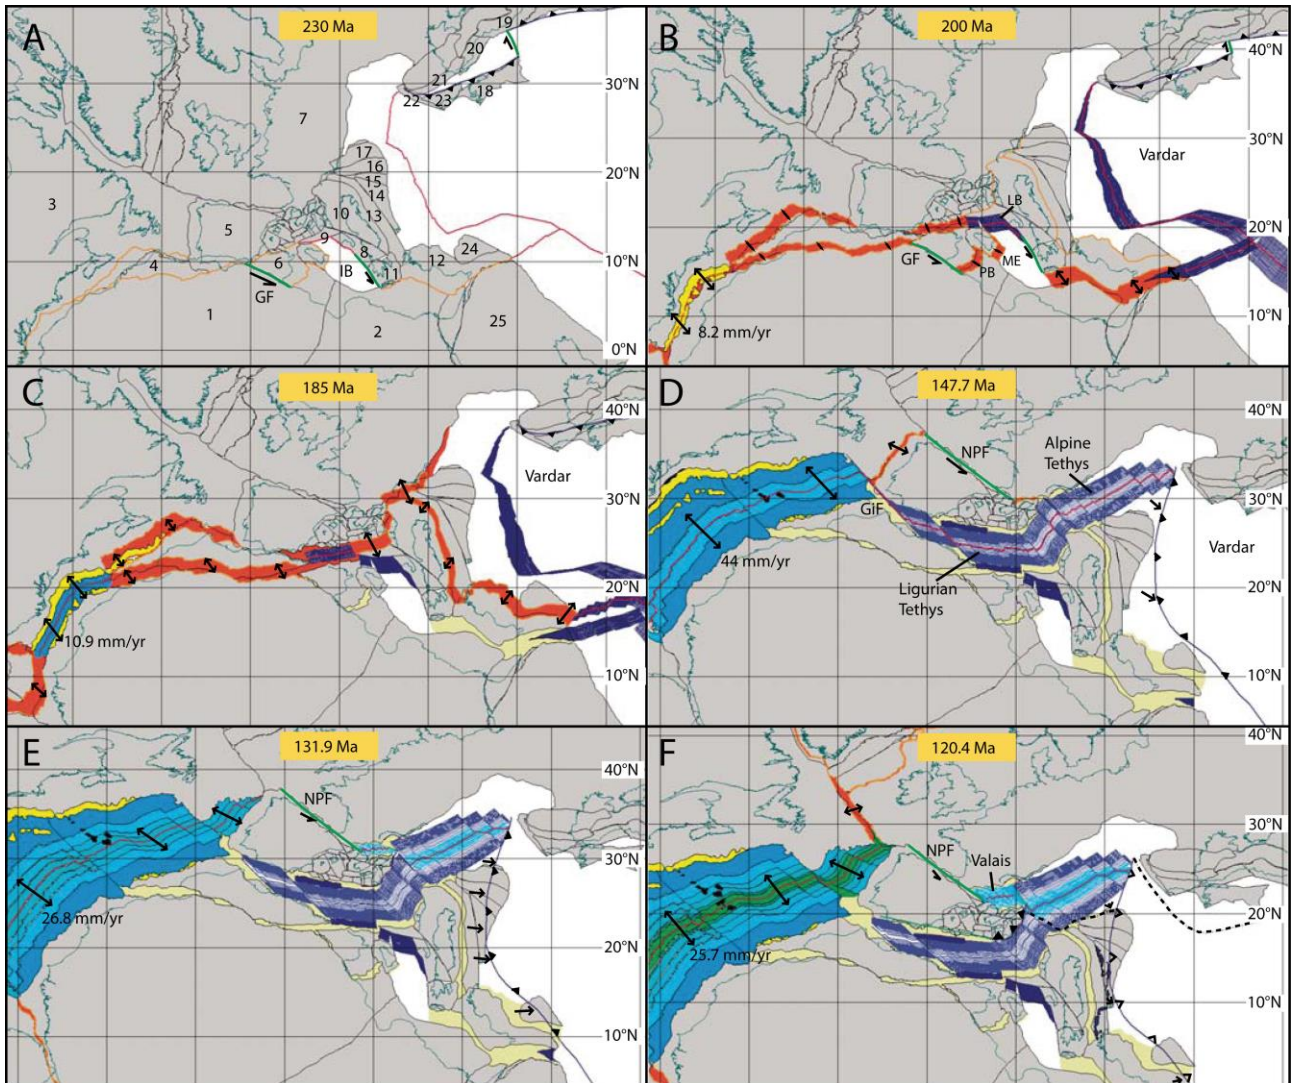 A
230 Ma
19
20
21
22
23
18
30°N
7
17
16
20°N
15
14
3
10
13
5
9
4
6
8
24
IB
12
10°N
11
GF
1
25
2
0°N
B
200 Ma
40°N
30°N
Vardar
LB
20°N
GF
ME
PB
8.2 mm/yr
10°N
C
185 Ma
40°N
Vardar
30°N
20°N
10.9 mm/yr
10°N
D
147.7 Ma
40°N
NPF
Alpine
Tethys
30°N
GiF
Vardar
44 mm/yr
Ligurian
Tethys
20°N
10°N
E
131.9 Ma
40°N
NPF
30°N
26.8 mm/yr
20°N
10°N
F
120.4 Ma
40°N
30°N
NPF
Valais
20°N
25.7 mm/yr
10°N